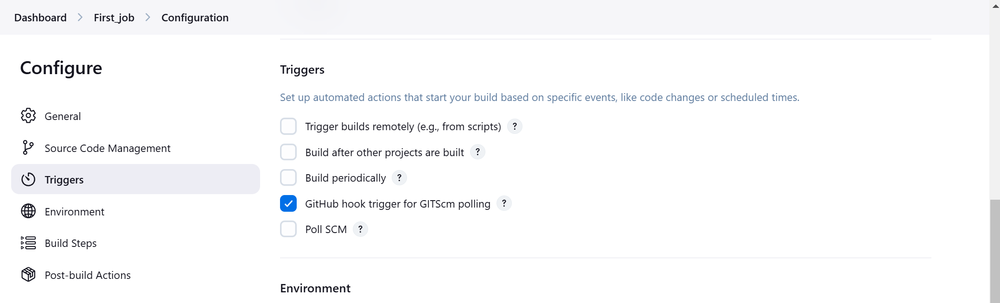 Dashboard > First_job > Configuration
Configure
General
Source Code Management
Triggers
Environment
Build Steps
Post-build Actions
Triggers
Set up automated actions that start your build based on specific events, like code changes or scheduled times.
Trigger builds remotely (e.g., from scripts) ?
Build after other projects are built ?
Build periodically ?
GitHub hook trigger for GITScm polling ?
Poll SCM ?
Environment